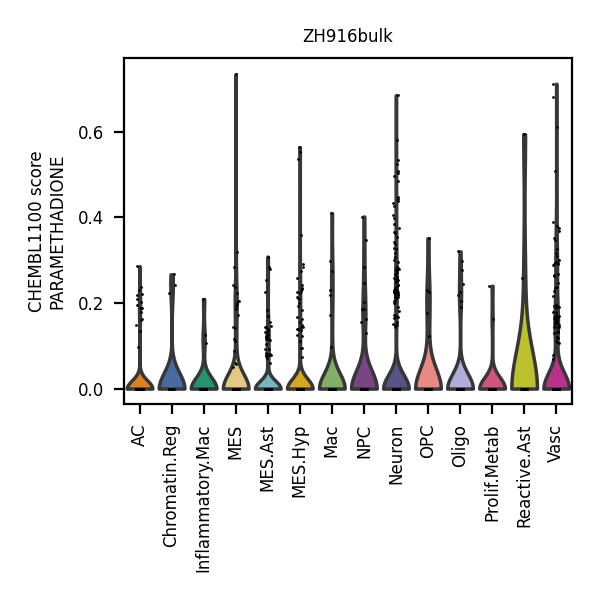 ZH916bulk
CHEMBL1100 score
PARAMETHADIONE
0.6
0.4
0.2
0.0
AC
Chromatin.Reg
Inflammatory.Mac
MES
MES.Ast
MES.Hyp
Mac
NPC
Neuron
OPC
Oligo
Prolif.Metab
Reactive.Ast
Vasc